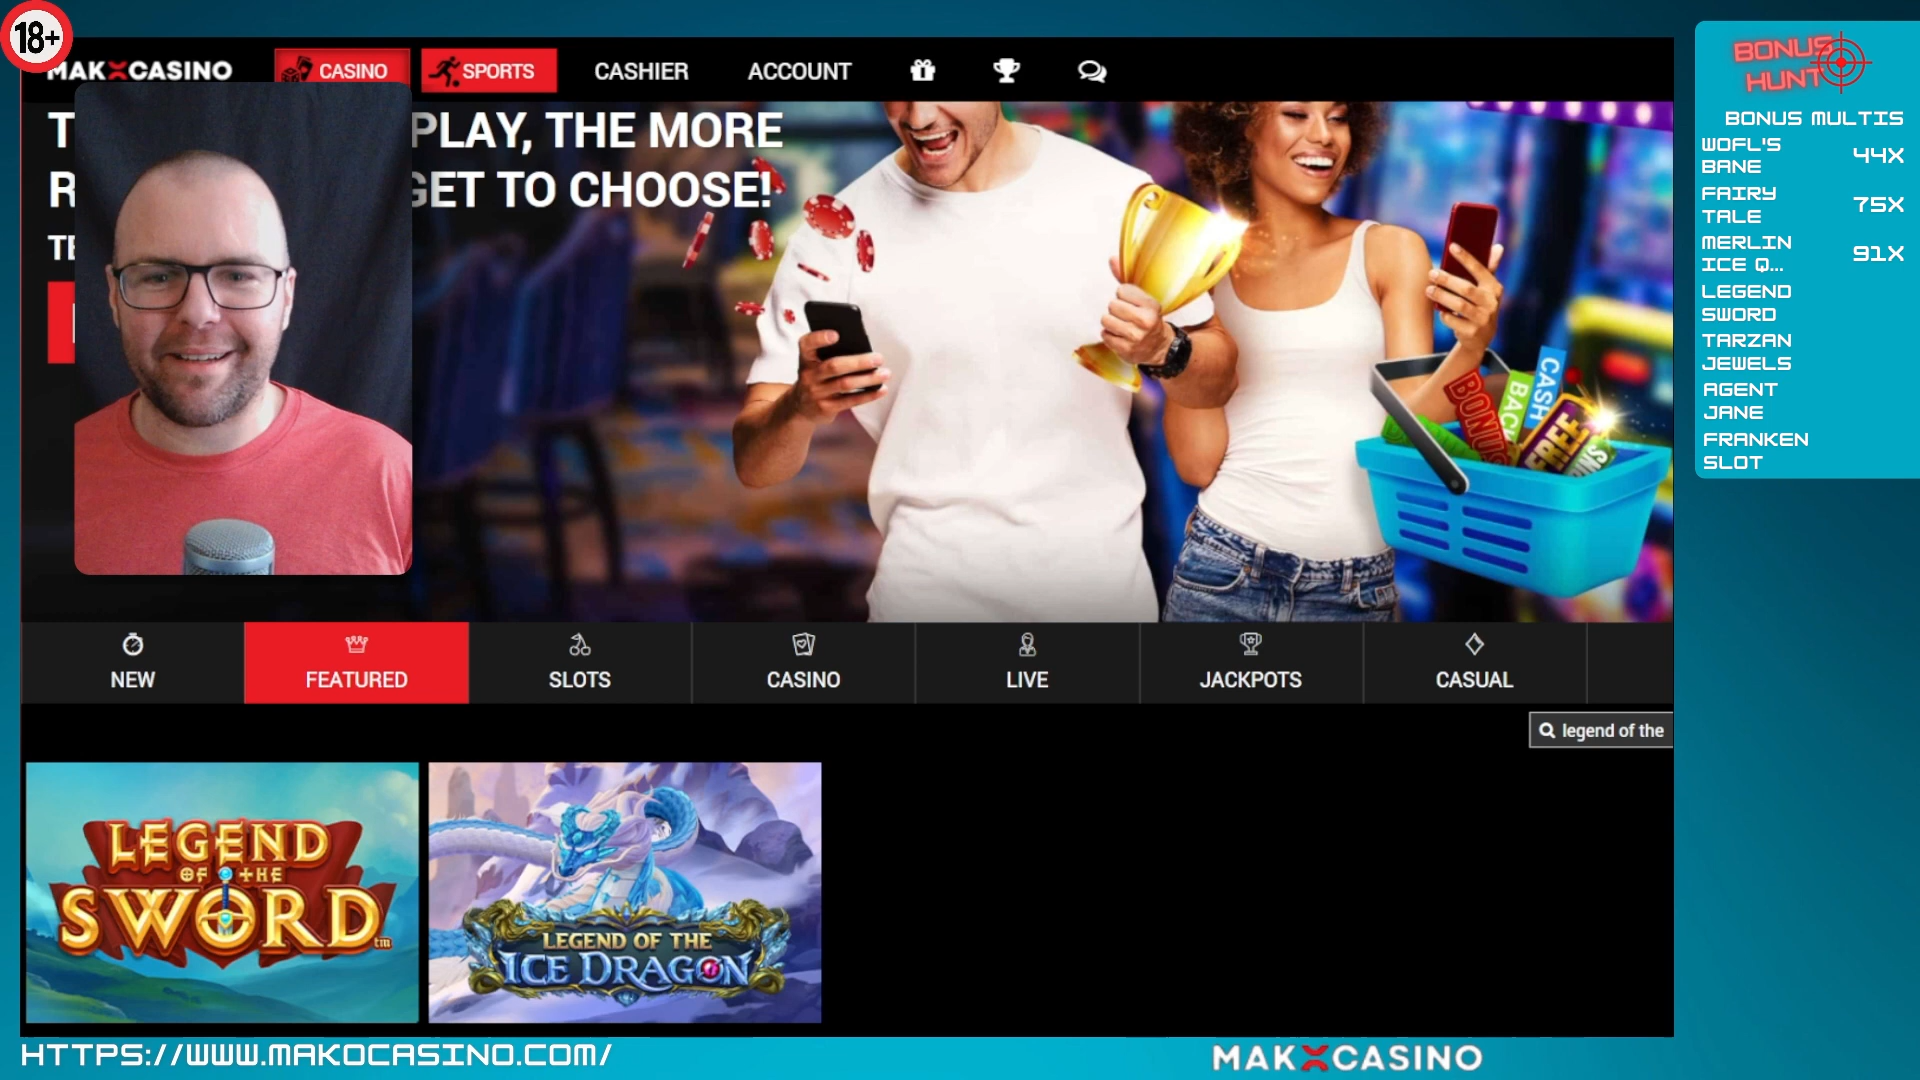 18+
MAKOCASINO
CASINO
SPORTS
CASHIER
ACCOUNT
PLAY, THE MORE
GET TO CHOOSE!
BONUS
BACK
CASH
FREE
NEW
FEATURED
SLOTS
CASINO
LIVE
JACKPOTS
CASUAL
legend of the
LEGEND
OF THE
SWORD™
LEGEND OF THE
ICE DRAGON
BONUS
HUNT
BONUS MULTIS
WOFL'S
BANE 44X
FAIRY
TALE 75X
MERLIN
ICE Q... 91X
LEGEND
SWORD
TARZAN
JEWELS
AGENT
JANE
FRANKEN
SLOT
HTTPS://WWW.MAKOCASINO.COM/
MAKOCASINO